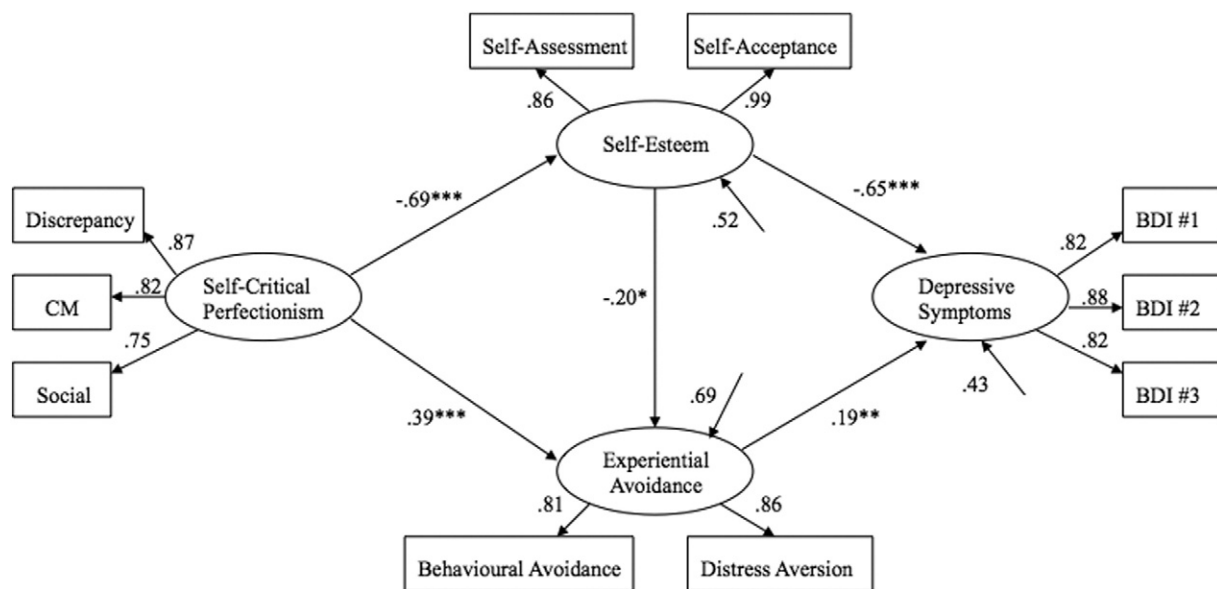 Self-Assessment
Self-Acceptance
.86
.99
Self-Esteem
-.69***
-.65***
.52
Discrepancy
.87
BDI #1
.82
Self-Critical
Perfectionism
.82
CM
-.20*
Depressive
Symptoms
.88
BDI #2
.75
.82
Social
.43
BDI #3
.39***
.69
.19**
Experiential
Avoidance
.81
.86
Behavioural Avoidance
Distress Aversion